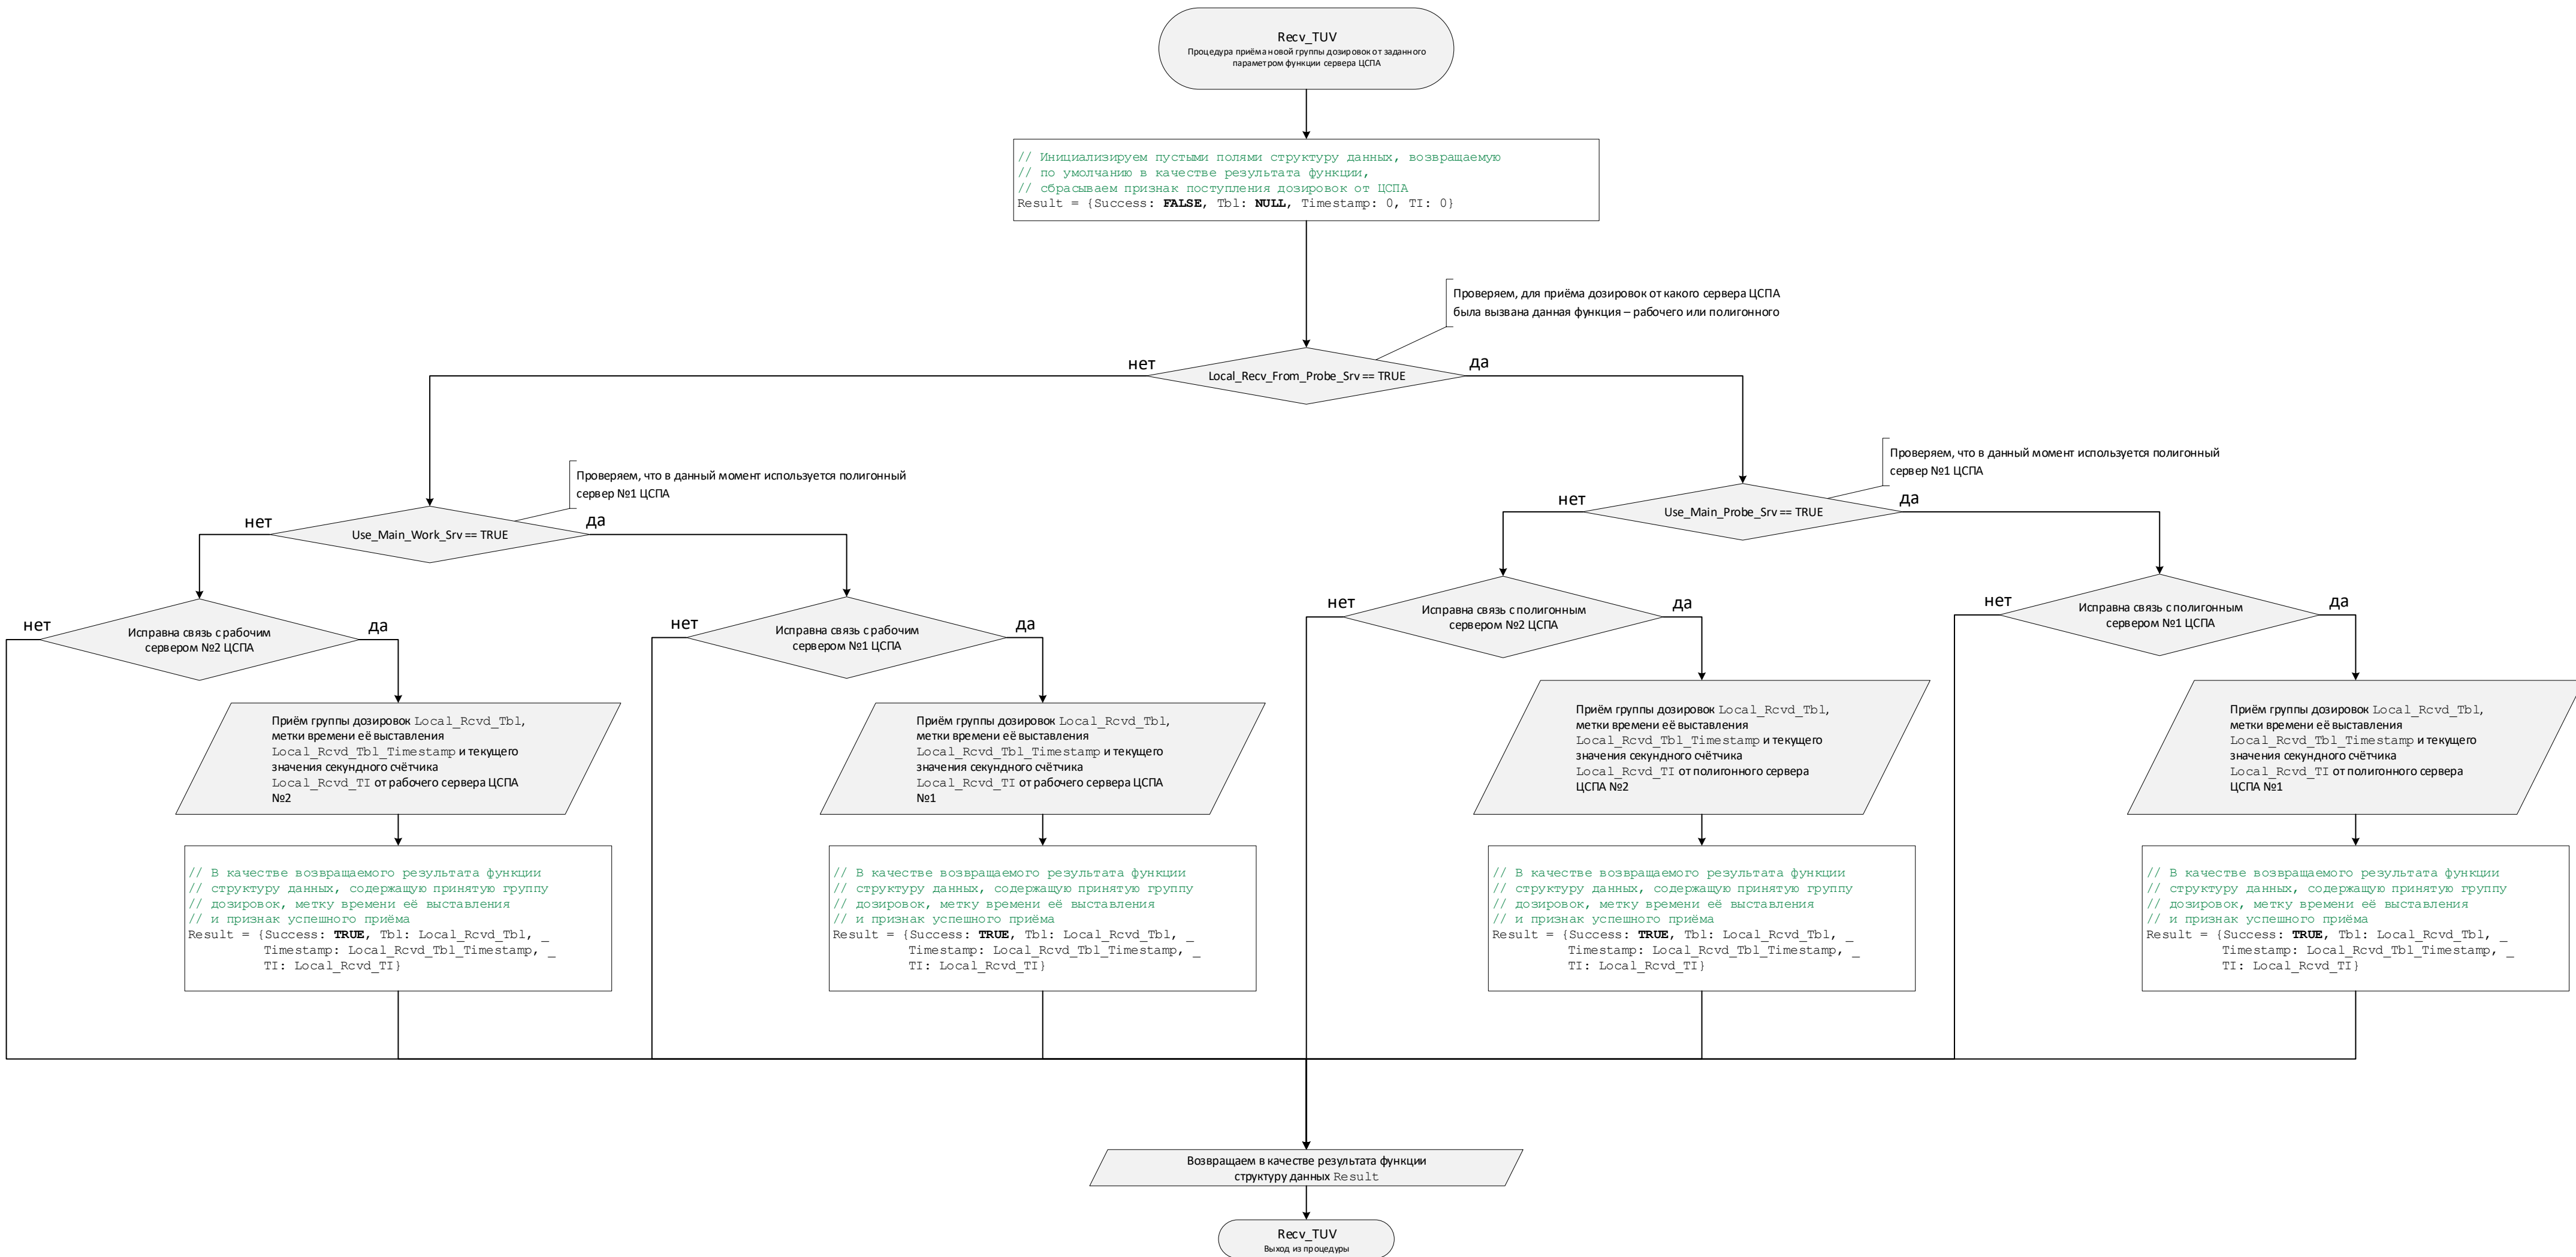 Recv_TUV
Процедура приёма новой группы дозировок от заданного
параметром функции сервера ЦСПА
// Инициализируем пустыми полями структуру данных, возвращаемую
// по умолчанию в качестве результата функции,
// сбрасываем признак поступления дозировок от ЦСПА
Result = {Success: FALSE, Tbl: NULL, Timestamp: 0, TI: 0}
Проверяем, для приёма дозировок от какого сервера ЦСПА
была вызвана данная функция – рабочего или полигонного
нет
Local_Recv_From_Probe_Srv == TRUE
да
Проверяем, что в данный момент используется полигонный
сервер №1 ЦСПА
нет
Use_Main_Work_Srv == TRUE
да
Проверяем, что в данный момент используется полигонный
сервер №1 ЦСПА
нет
Use_Main_Probe_Srv == TRUE
да
нет
Исправна связь с рабочим
сервером №2 ЦСПА
да
нет
Исправна связь с рабочим
сервером №1 ЦСПА
да
нет
Исправна связь с полигонным
сервером №2 ЦСПА
да
нет
Исправна связь с полигонным
сервером №1 ЦСПА
да
Приём группы дозировок Local_Rcvd_Tbl,
метки времени её выставления
Local_Rcvd_Tbl_Timestamp и текущего
значения секундного счётчика
Local_Rcvd_TI от рабочего сервера ЦСПА
№2
Приём группы дозировок Local_Rcvd_Tbl,
метки времени её выставления
Local_Rcvd_Tbl_Timestamp и текущего
значения секундного счётчика
Local_Rcvd_TI от рабочего сервера ЦСПА
№1
Приём группы дозировок Local_Rcvd_Tbl,
метки времени её выставления
Local_Rcvd_Tbl_Timestamp и текущего
значения секундного счётчика
Local_Rcvd_TI от полигонного сервера
ЦСПА №2
Приём группы дозировок Local_Rcvd_Tbl,
метки времени её выставления
Local_Rcvd_Tbl_Timestamp и текущего
значения секундного счётчика
Local_Rcvd_TI от полигонного сервера
ЦСПА №1
// В качестве возвращаемого результата функции
// структуру данных, содержащую принятую группу
// дозировок, метку времени её выставления
// и признак успешного приёма
Result = {Success: TRUE, Tbl: Local_Rcvd_Tbl, _
Timestamp: Local_Rcvd_Tbl_Timestamp, _
TI: Local_Rcvd_TI}
// В качестве возвращаемого результата функции
// структуру данных, содержащую принятую группу
// дозировок, метку времени её выставления
// и признак успешного приёма
Result = {Success: TRUE, Tbl: Local_Rcvd_Tbl, _
Timestamp: Local_Rcvd_Tbl_Timestamp, _
TI: Local_Rcvd_TI}
// В качестве возвращаемого результата функции
// структуру данных, содержащую принятую группу
// дозировок, метку времени её выставления
// и признак успешного приёма
Result = {Success: TRUE, Tbl: Local_Rcvd_Tbl, _
Timestamp: Local_Rcvd_Tbl_Timestamp, _
TI: Local_Rcvd_TI}
// В качестве возвращаемого результата функции
// структуру данных, содержащую принятую группу
// дозировок, метку времени её выставления
// и признак успешного приёма
Result = {Success: TRUE, Tbl: Local_Rcvd_Tbl, _
Timestamp: Local_Rcvd_Tbl_Timestamp, _
TI: Local_Rcvd_TI}
Возвращаем в качестве результата функции
структуру данных Result
Recv_TUV
Выход из процедуры